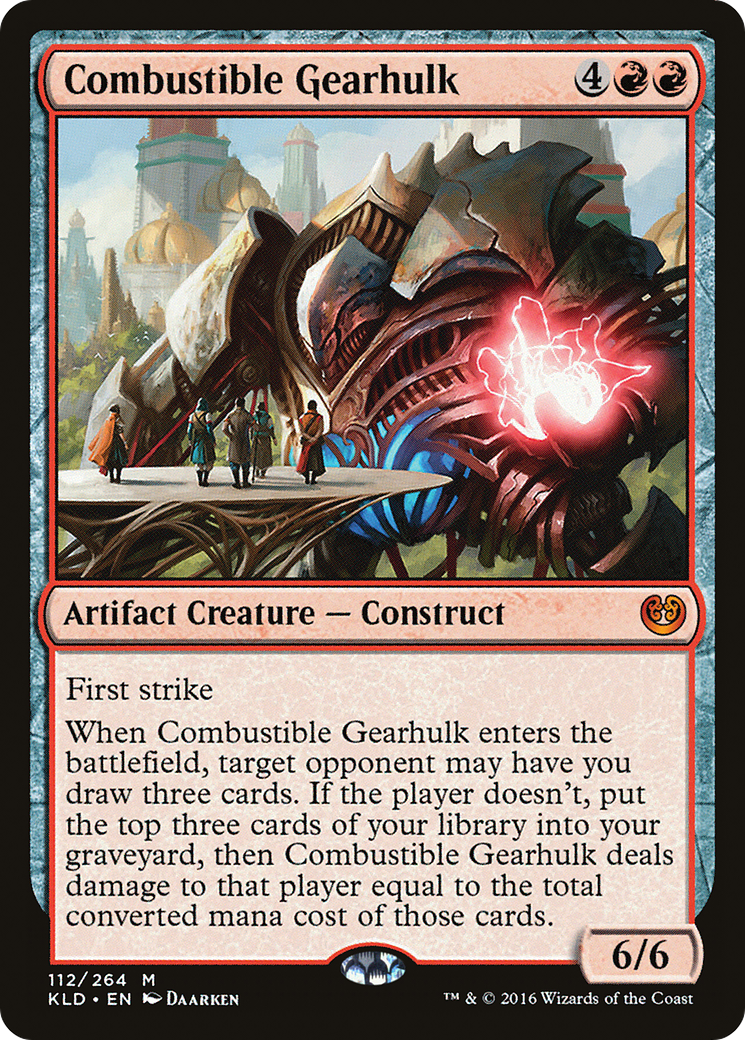 Combustible Gearhulk 4
Artifact Creature — Construct
First strike
When Combustible Gearhulk enters the
battlefield, target opponent may have you
draw three cards. If the player doesn't, put
the top three cards of your library into your
graveyard, then Combustible Gearhulk deals
damage to that player equal to the total
converted mana cost of those cards.
6/6
112/264 M
KLD • EN DAARKEN
™ & © 2016 Wizards of the Coast